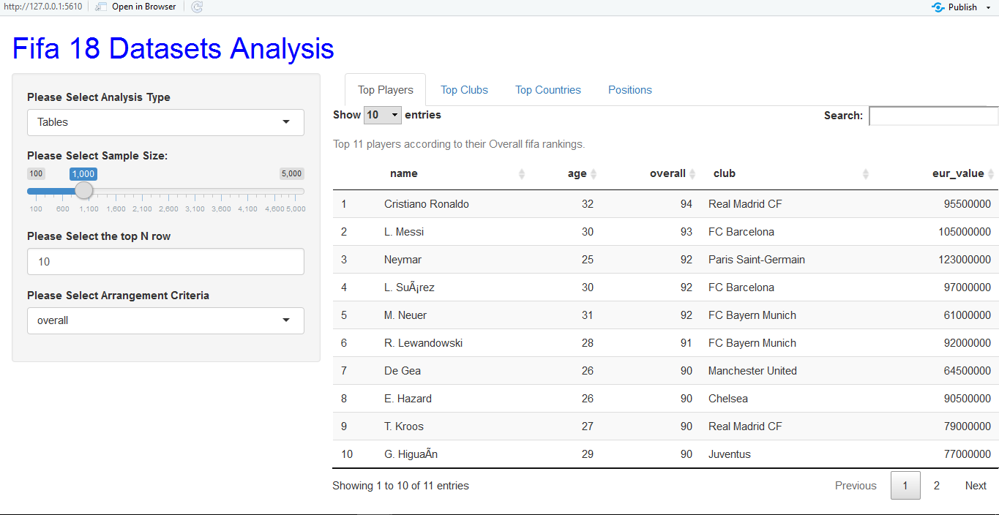 http://127.0.0.1:5610 Open in Browser Publish
Fifa 18 Datasets Analysis
Please Select Analysis Type
Tables
Please Select Sample Size:
100 1,000 5,000
100 600 1,100 1,600 2,100 2,600 3,100 3,600 4,100 4,600 5,000
Please Select the top N row
10
Please Select Arrangement Criteria
overall
Top Players Top Clubs Top Countries Positions
Show 10 entries Search:
Top 11 players according to their Overall fifa rankings.
name age overall club eur_value
1 Cristiano Ronaldo 32 94 Real Madrid CF 95500000
2 L. Messi 30 93 FC Barcelona 105000000
3 Neymar 25 92 Paris Saint-Germain 123000000
4 L. SuÃ¡rez 30 92 FC Barcelona 97000000
5 M. Neuer 31 92 FC Bayern Munich 61000000
6 R. Lewandowski 28 91 FC Bayern Munich 92000000
7 De Gea 26 90 Manchester United 64500000
8 E. Hazard 26 90 Chelsea 90500000
9 T. Kroos 27 90 Real Madrid CF 79000000
10 G. HiguaÃn 29 90 Juventus 77000000
Showing 1 to 10 of 11 entries Previous 1 2 Next